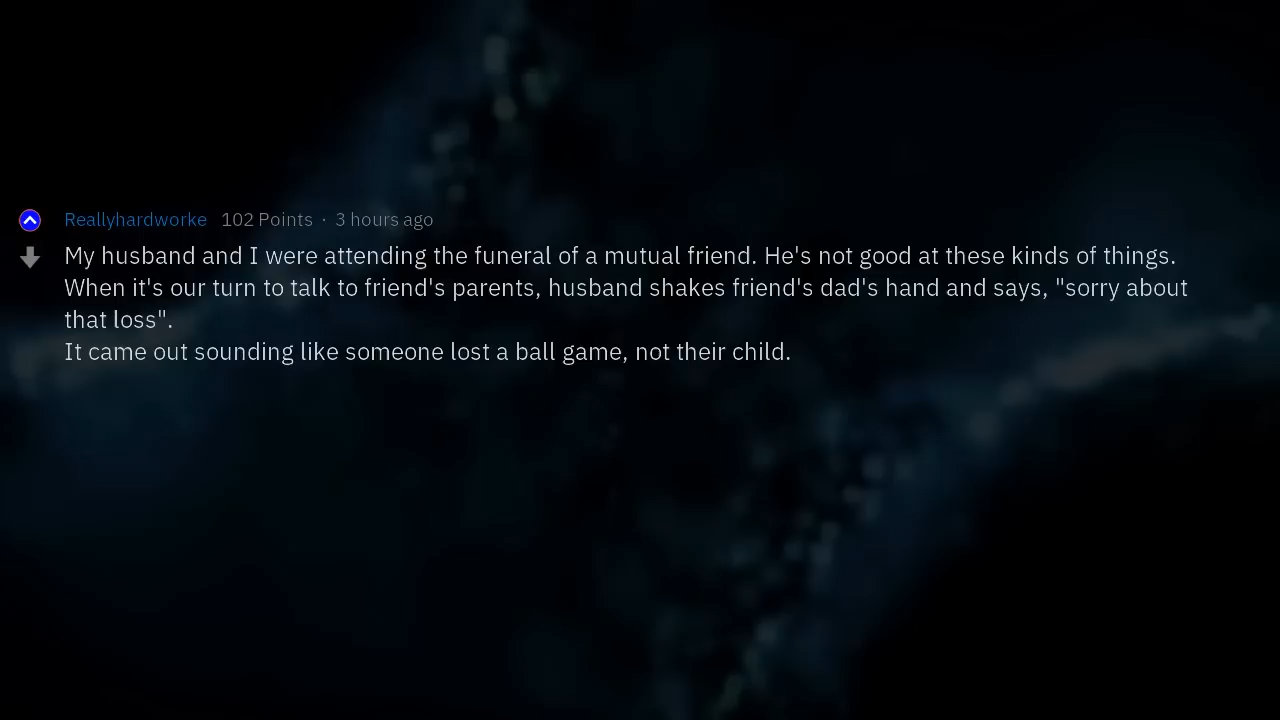 Reallyhardworke 102 Points · 3 hours ago
My husband and I were attending the funeral of a mutual friend. He's not good at these kinds of things.
When it's our turn to talk to friend's parents, husband shakes friend's dad's hand and says, "sorry about
that loss".
It came out sounding like someone lost a ball game, not their child.